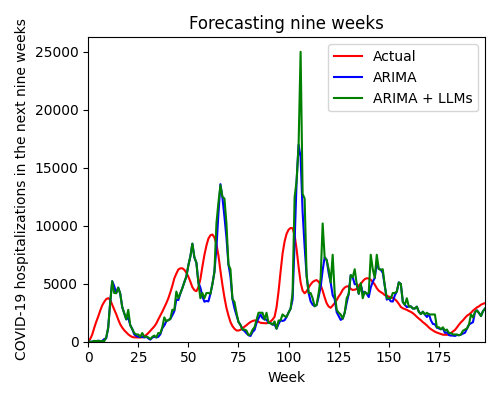 Forecasting nine weeks
COVID-19 hospitalizations in the next nine weeks
25000
20000
15000
10000
5000
0
Actual
ARIMA
ARIMA + LLMs
0 25 50 75 100 125 150 175
Week